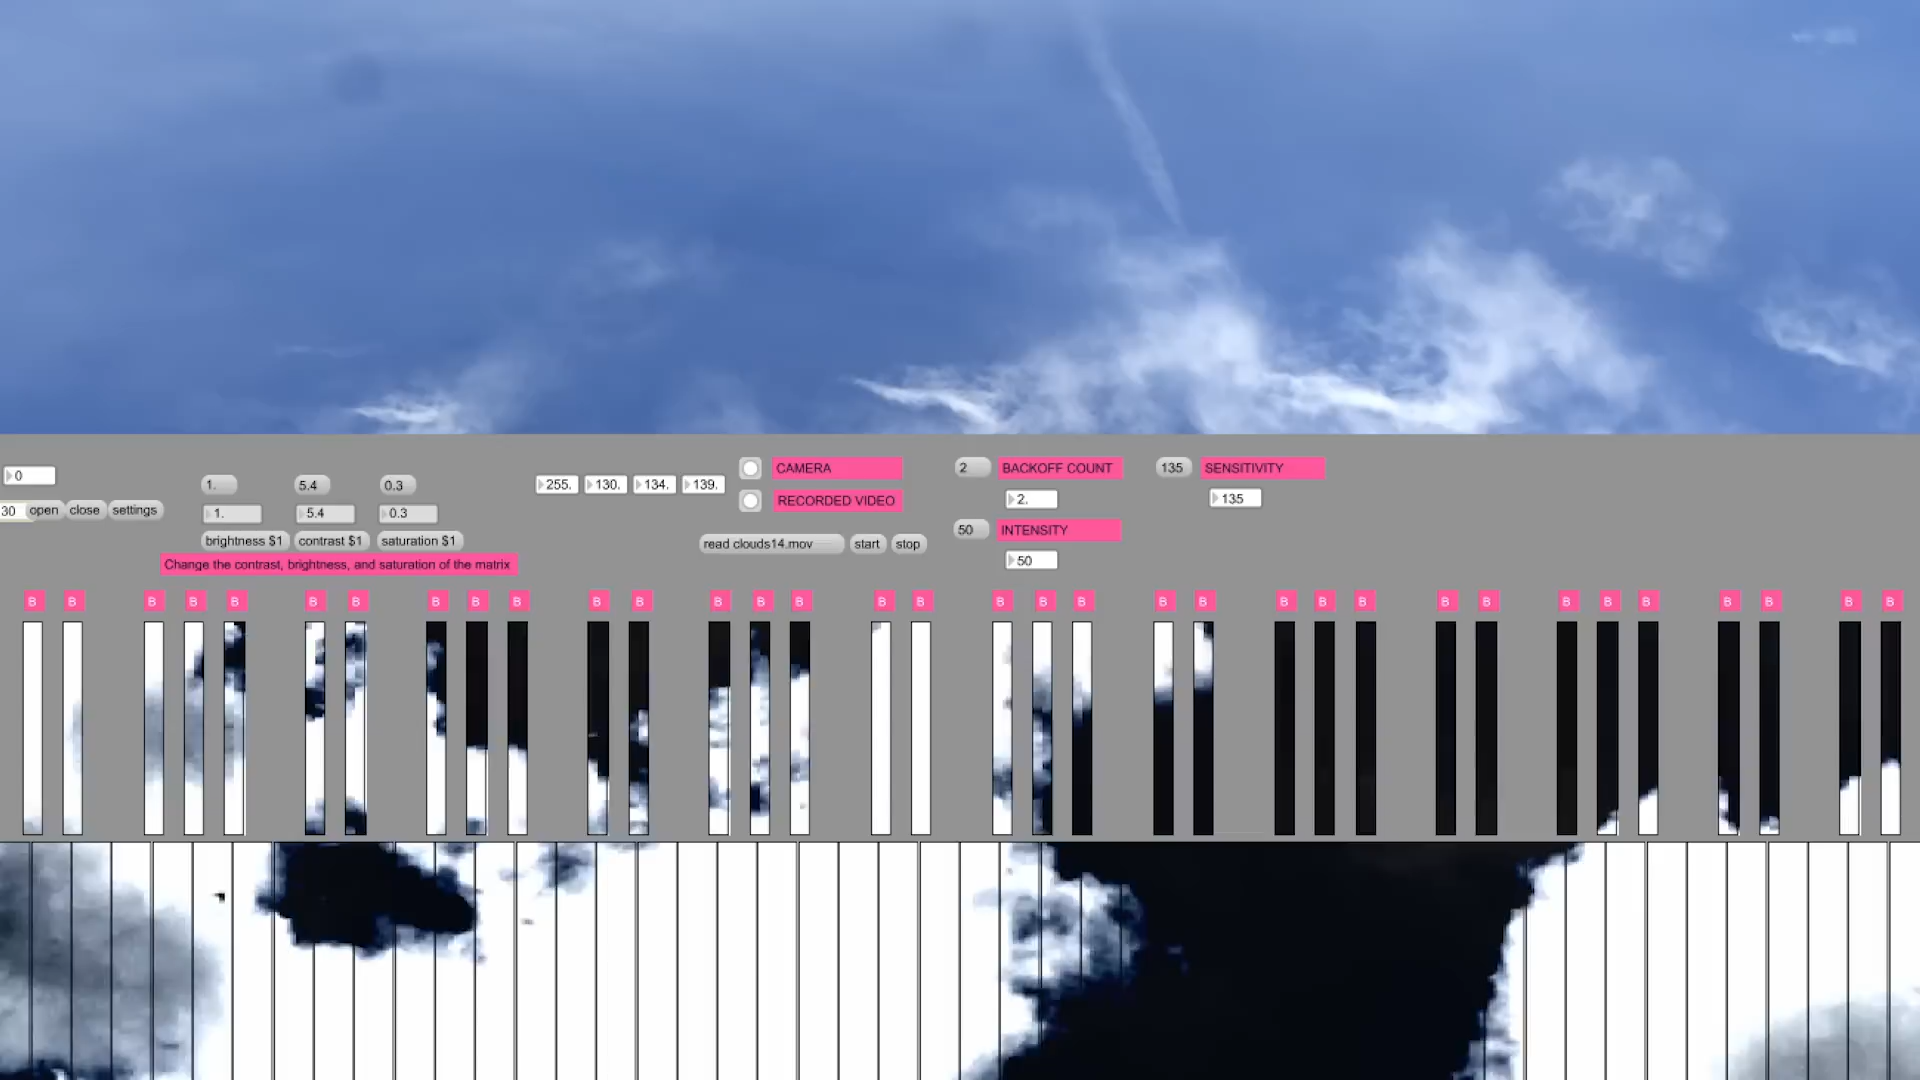 0
30 open close settings
1. 5.4 0.3
1. 5.4 0.3
brightness $1 contrast $1 saturation $1
Change the contrast, brightness, and saturation of the matrix
255. 130. 134. 139.
CAMERA
RECORDED VIDEO
read clouds14.mov start stop
2 BACKOFF COUNT
2.
50 INTENSITY
50
135 SENSITIVITY
135
B B B B B B B B B B B B B B B B B B B B B B B B B B B B B B B B B B